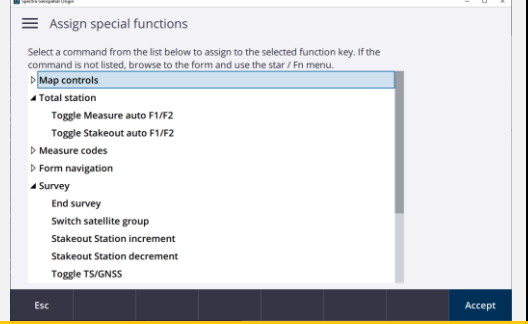 Spectra Geospatial Origin
Assign special functions
Select a command from the list below to assign to the selected function key. If the
command is not listed, browse to the form and use the star / Fn menu.
Map controls
Total station
Toggle Measure auto F1/F2
Toggle Stakeout auto F1/F2
Measure codes
Form navigation
Survey
End survey
Switch satellite group
Stakeout Station increment
Stakeout Station decrement
Toggle TS/GNSS
Esc
Accept